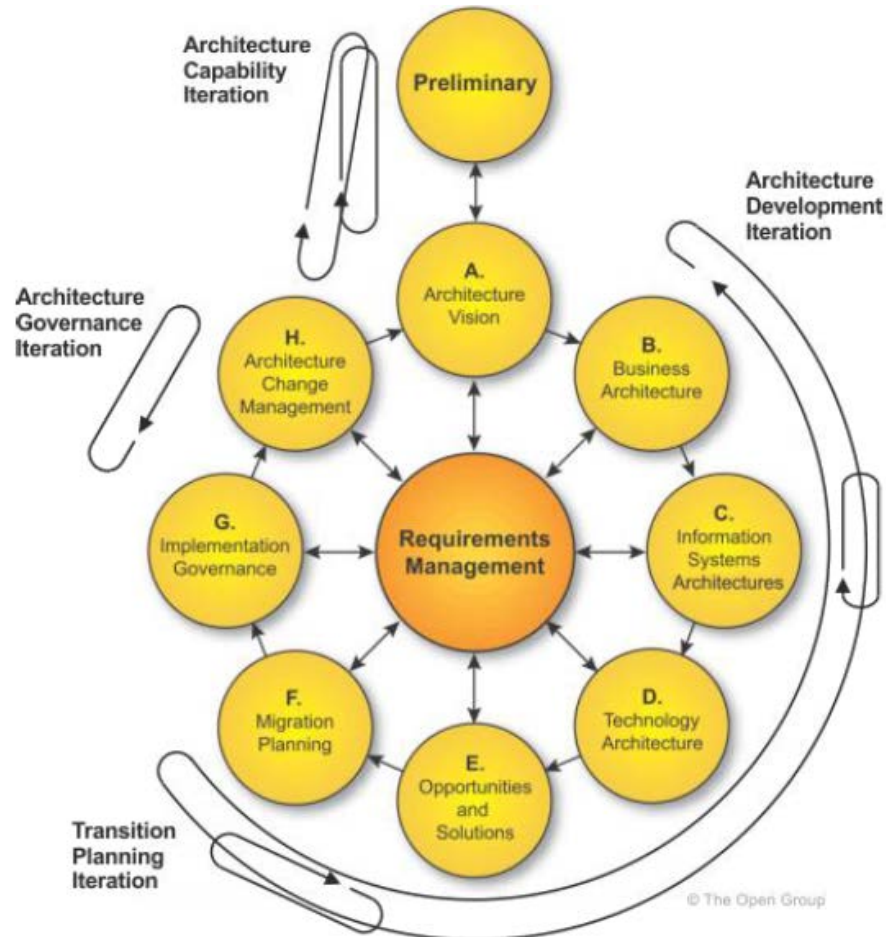 Architecture
Capability
Iteration
Preliminary
Architecture
Development
Iteration
A.
Architecture
Vision
Architecture
Governance
Iteration
H.
Architecture
Change
Management
B.
Business
Architecture
G.
Implementation
Governance
Requirements
Management
C.
Information
Systems
Architectures
F.
Migration
Planning
D.
Technology
Architecture
E.
Opportunities
and
Solutions
Transition
Planning
Iteration
© The Open Group